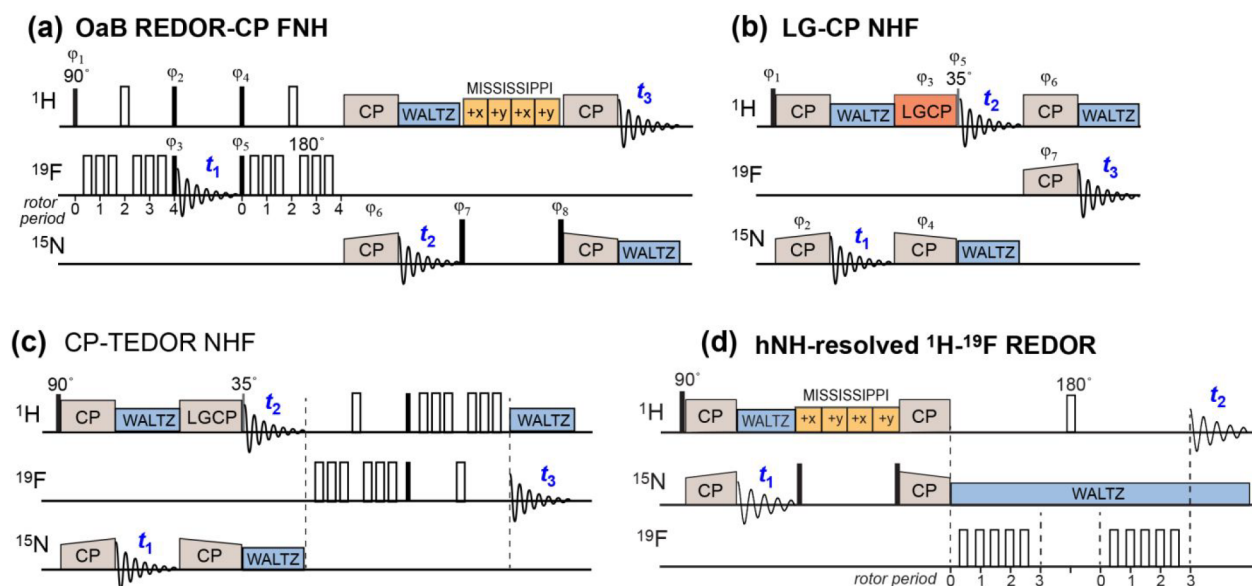 (a) OaB REDOR-CP FNH
φ1
90°
φ2
φ4
MISSISSIPPI
¹H
CP
WALTZ
+x
+y
+x
+y
CP
t3
φ3
φ5
180°
¹⁹F
t1
rotor period
0
1
2
3
4
0
1
2
3
4
φ6
φ7
φ8
¹⁵N
CP
t2
CP
WALTZ
(b) LG-CP NHF
φ1
φ3
φ5
35°
φ6
¹H
CP
WALTZ
LGCP
t2
CP
WALTZ
φ7
¹⁹F
CP
t3
φ2
φ4
¹⁵N
CP
t1
CP
WALTZ
(c) CP-TEDOR NHF
90°
35°
¹H
CP
WALTZ
LGCP
t2
WALTZ
¹⁹F
t3
¹⁵N
CP
t1
CP
WALTZ
(d) hNH-resolved ¹H-¹⁹F REDOR
90°
MISSISSIPPI
180°
¹H
CP
WALTZ
+x
+y
+x
+y
CP
t2
¹⁵N
CP
t1
CP
WALTZ
¹⁹F
rotor period
0
1
2
3
0
1
2
3